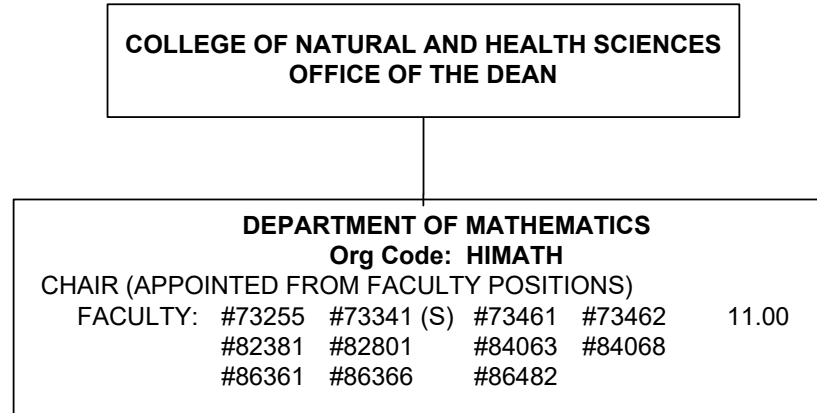 COLLEGE OF NATURAL AND HEALTH SCIENCES
OFFICE OF THE DEAN
DEPARTMENT OF MATHEMATICS
Org Code: HIMATH
CHAIR (APPOINTED FROM FACULTY POSITIONS)
FACULTY: #73255 #73341 (S) #73461 #73462 11.00
#82381 #82801 #84063 #84068
#86361 #86366 #86482